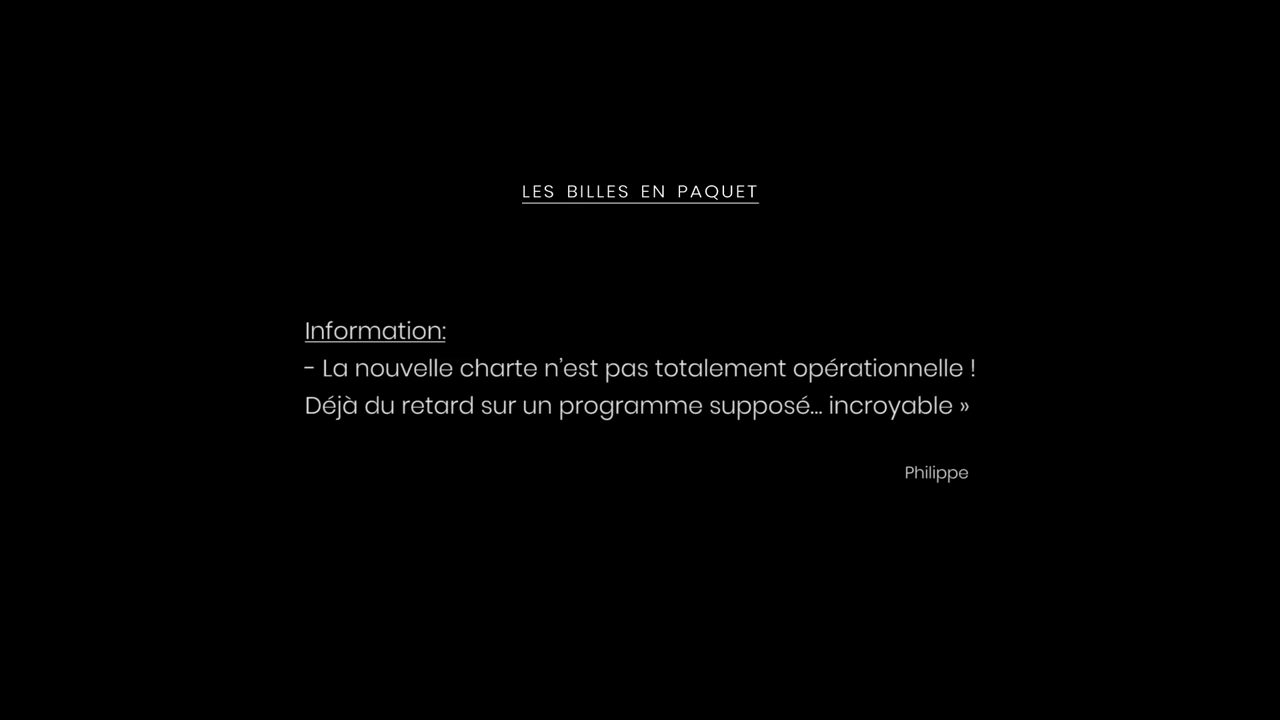 LES BILLES EN PAQUET
Information:
- La nouvelle charte n’est pas totalement opérationnelle !
Déjà du retard sur un programme supposé... incroyable »
Philippe